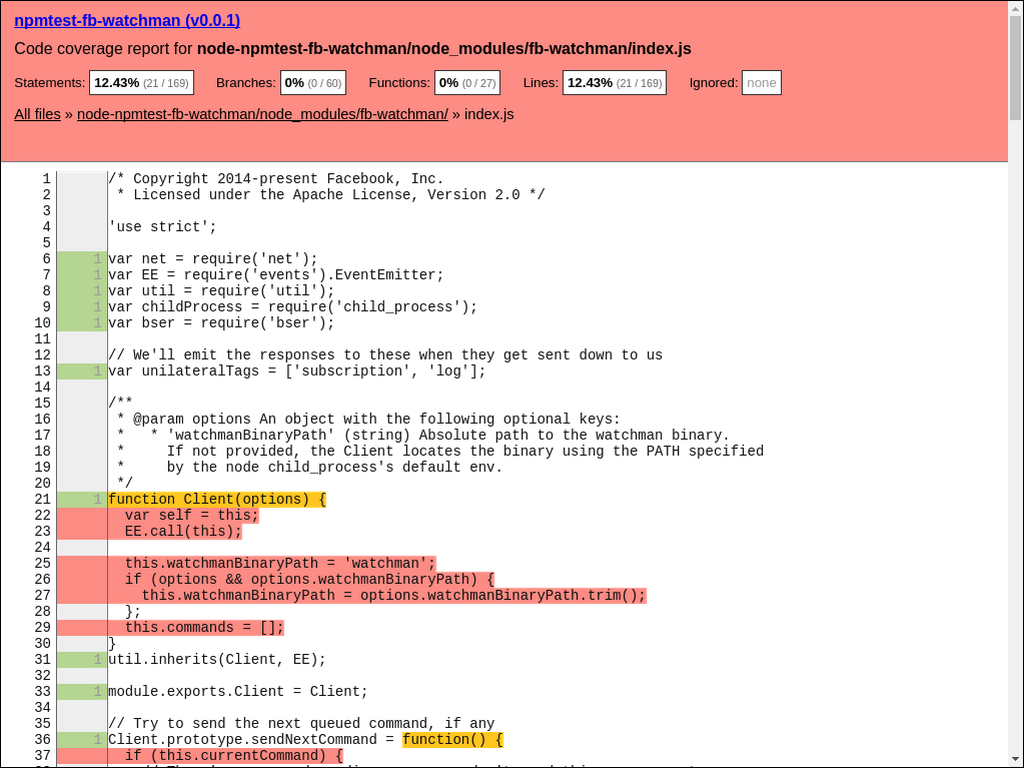 npmtest-fb-watchman (v0.0.1)
Code coverage report for node-npmtest-fb-watchman/node_modules/fb-watchman/index.js
Statements: 12.43% (21 / 169) Branches: 0% (0 / 60) Functions: 0% (0 / 27) Lines: 12.43% (21 / 169) Ignored: none
All files » node-npmtest-fb-watchman/node_modules/fb-watchman/ » index.js
1 /* Copyright 2014-present Facebook, Inc.
2  * Licensed under the Apache License, Version 2.0 */
3
4 'use strict';
5
6 1 var net = require('net');
7 1 var EE = require('events').EventEmitter;
8 1 var util = require('util');
9 1 var childProcess = require('child_process');
10 1 var bser = require('bser');
11
12 // We'll emit the responses to these when they get sent down to us
13 1 var unilateralTags = ['subscription', 'log'];
14
15 /**
16  * @param options An object with the following optional keys:
17  *   * 'watchmanBinaryPath' (string) Absolute path to the watchman binary.
18  *     If not provided, the Client locates the binary using the PATH specified
19  *     by the node child_process's default env.
20  */
21 1 function Client(options) {
22   var self = this;
23   EE.call(this);
24
25   this.watchmanBinaryPath = 'watchman';
26   if (options && options.watchmanBinaryPath) {
27     this.watchmanBinaryPath = options.watchmanBinaryPath.trim();
28   };
29   this.commands = [];
30 }
31 1 util.inherits(Client, EE);
32
33 1 module.exports.Client = Client;
34
35 // Try to send the next queued command, if any
36 1 Client.prototype.sendNextCommand = function() {
37   if (this.currentCommand) {